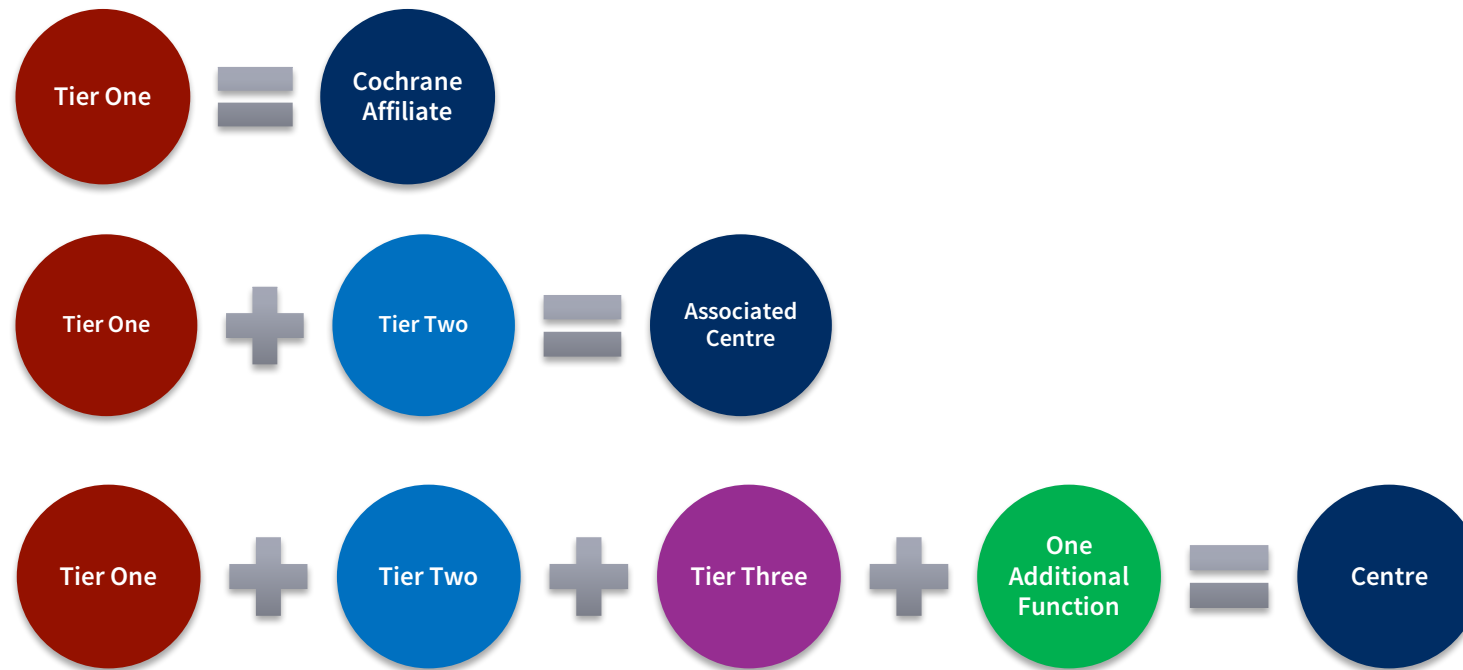 Tier One
Cochrane
Affiliate
Tier One
Tier Two
Associated
Centre
Tier One
Tier Two
Tier Three
One
Additional
Function
Centre